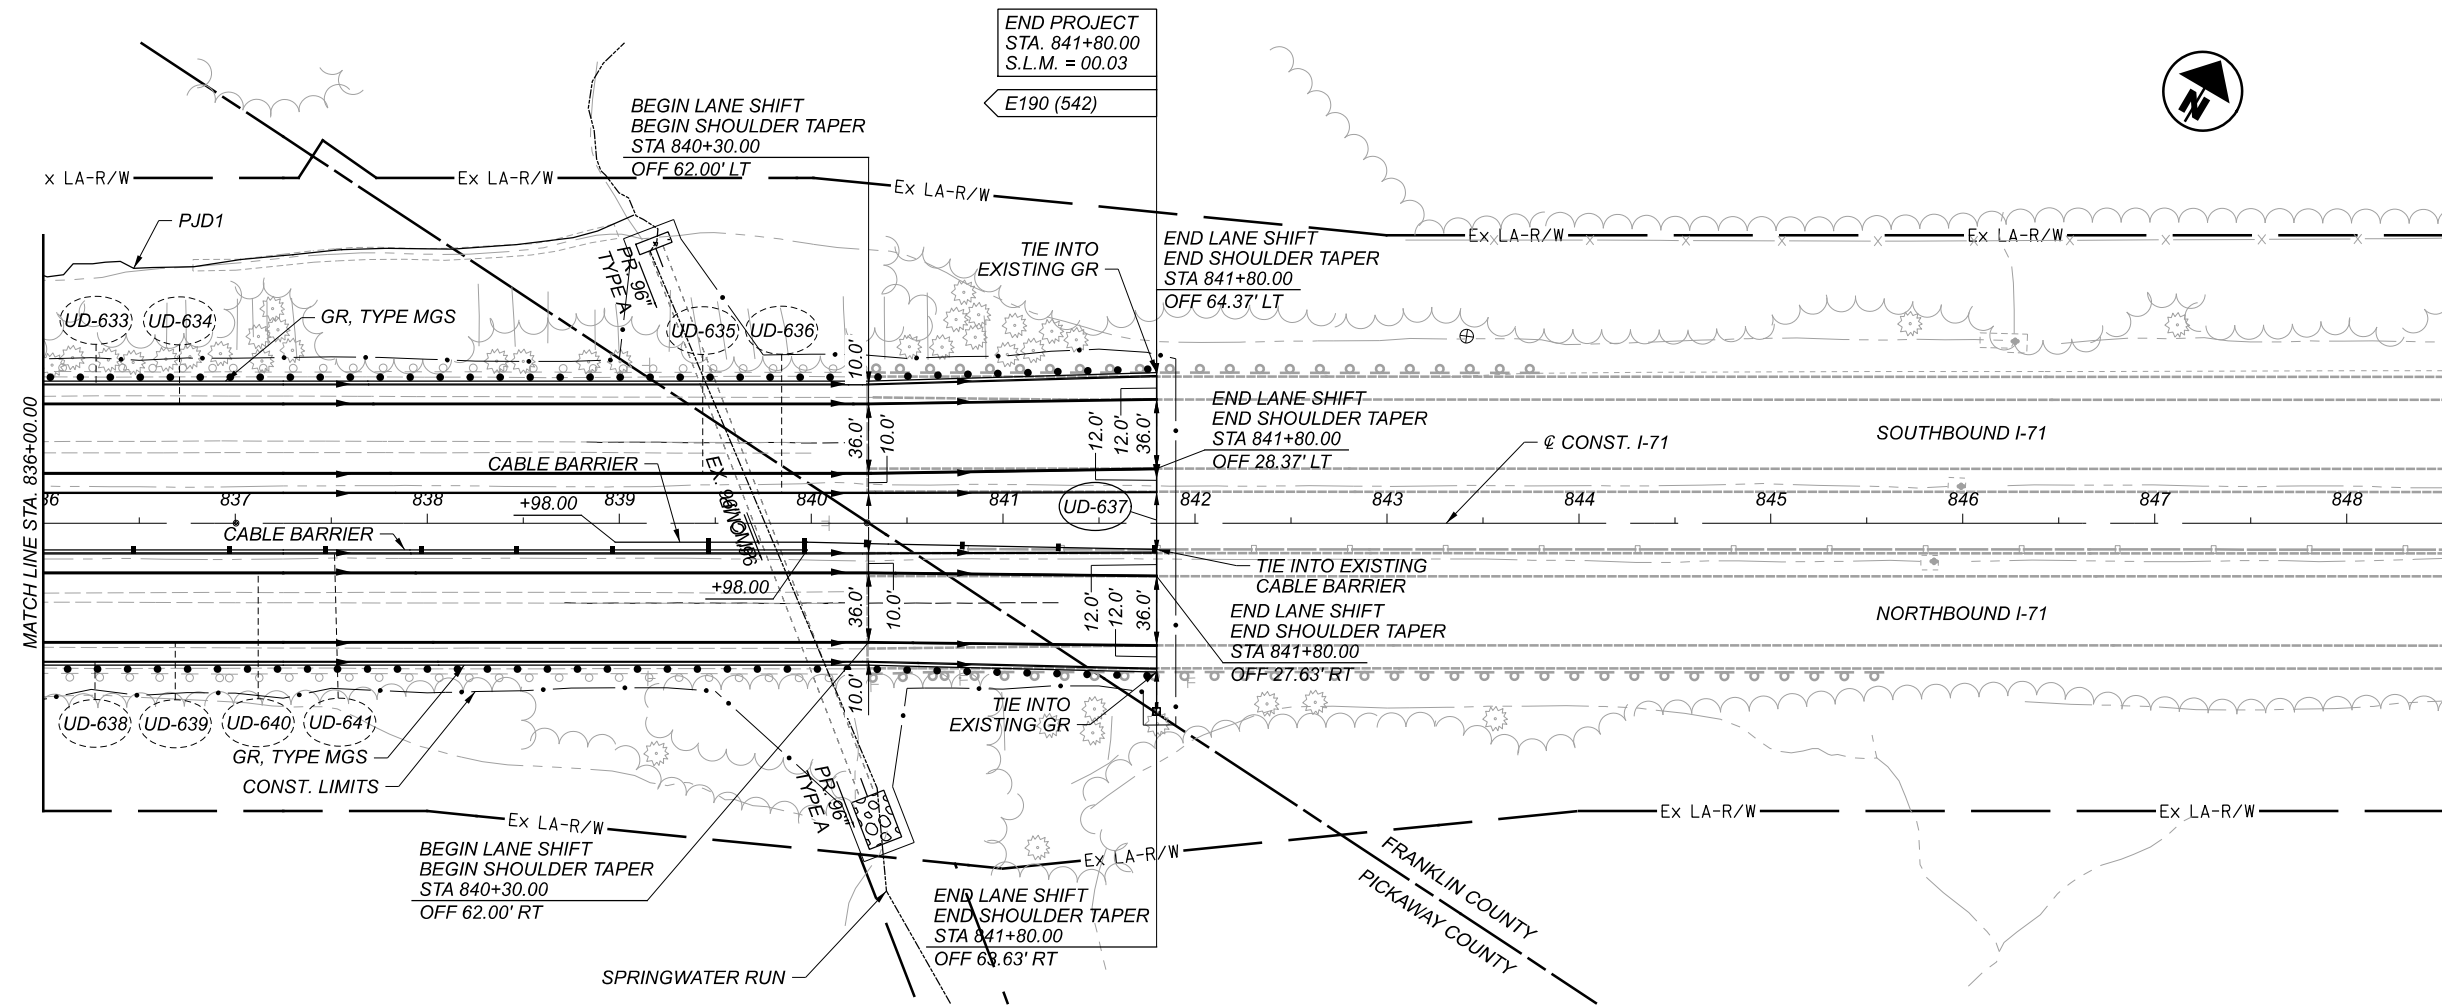 END PROJECT
STA. 841+80.00
S.L.M. = 00.03
E190 (542)
N
BEGIN LANE SHIFT
BEGIN SHOULDER TAPER
STA 840+30.00
OFF 62.00' LT
x LA-R/W
Ex LA-R/W
Ex LA-R/W
Ex LA-R/W
Ex LA-R/W
PJD1
TIE INTO
EXISTING GR
END LANE SHIFT
END SHOULDER TAPER
STA 841+80.00
OFF 64.37' LT
PR. 96"
TYPE A
UD-633
UD-634
GR, TYPE MGS
UD-635
UD-636
10.0'
36.0'
10.0'
12.0'
12.0'
36.0'
END LANE SHIFT
END SHOULDER TAPER
STA 841+80.00
OFF 28.37' LT
℄ CONST. I-71
SOUTHBOUND I-71
MATCH LINE STA. 836+00.00
CABLE BARRIER
EX. 96"
36
837
838
+98.00
839
840
841
UD-637
842
843
844
845
846
847
848
CABLE BARRIER
+98.00
36.0'
10.0'
12.0'
12.0'
36.0'
TIE INTO EXISTING
CABLE BARRIER
END LANE SHIFT
END SHOULDER TAPER
STA 841+80.00
OFF 27.63' RT
NORTHBOUND I-71
10.0'
TIE INTO
EXISTING GR
UD-638
UD-639
UD-640
UD-641
GR, TYPE MGS
CONST. LIMITS
PR. 96"
TYPE A
Ex LA-R/W
Ex LA-R/W
Ex LA-R/W
Ex LA-R/W
BEGIN LANE SHIFT
BEGIN SHOULDER TAPER
STA 840+30.00
OFF 62.00' RT
END LANE SHIFT
END SHOULDER TAPER
STA 841+80.00
OFF 63.63' RT
FRANKLIN COUNTY
PICKAWAY COUNTY
SPRINGWATER RUN